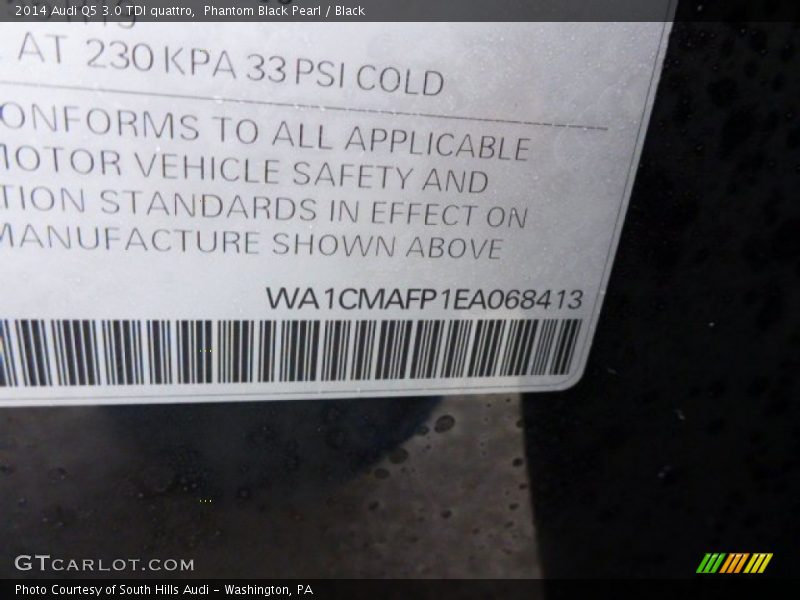 2014 Audi Q5 3.0 TDI quattro,  Phantom Black Pearl / Black
AT 230 KPA 33 PSI COLD
ONFORMS TO ALL APPLICABLE
MOTOR VEHICLE SAFETY AND
TION STANDARDS IN EFFECT ON
MANUFACTURE SHOWN ABOVE
WA1CMAFP1EA068413
GTCARLOT.COM
Photo Courtesy of South Hills Audi - Washington, PA